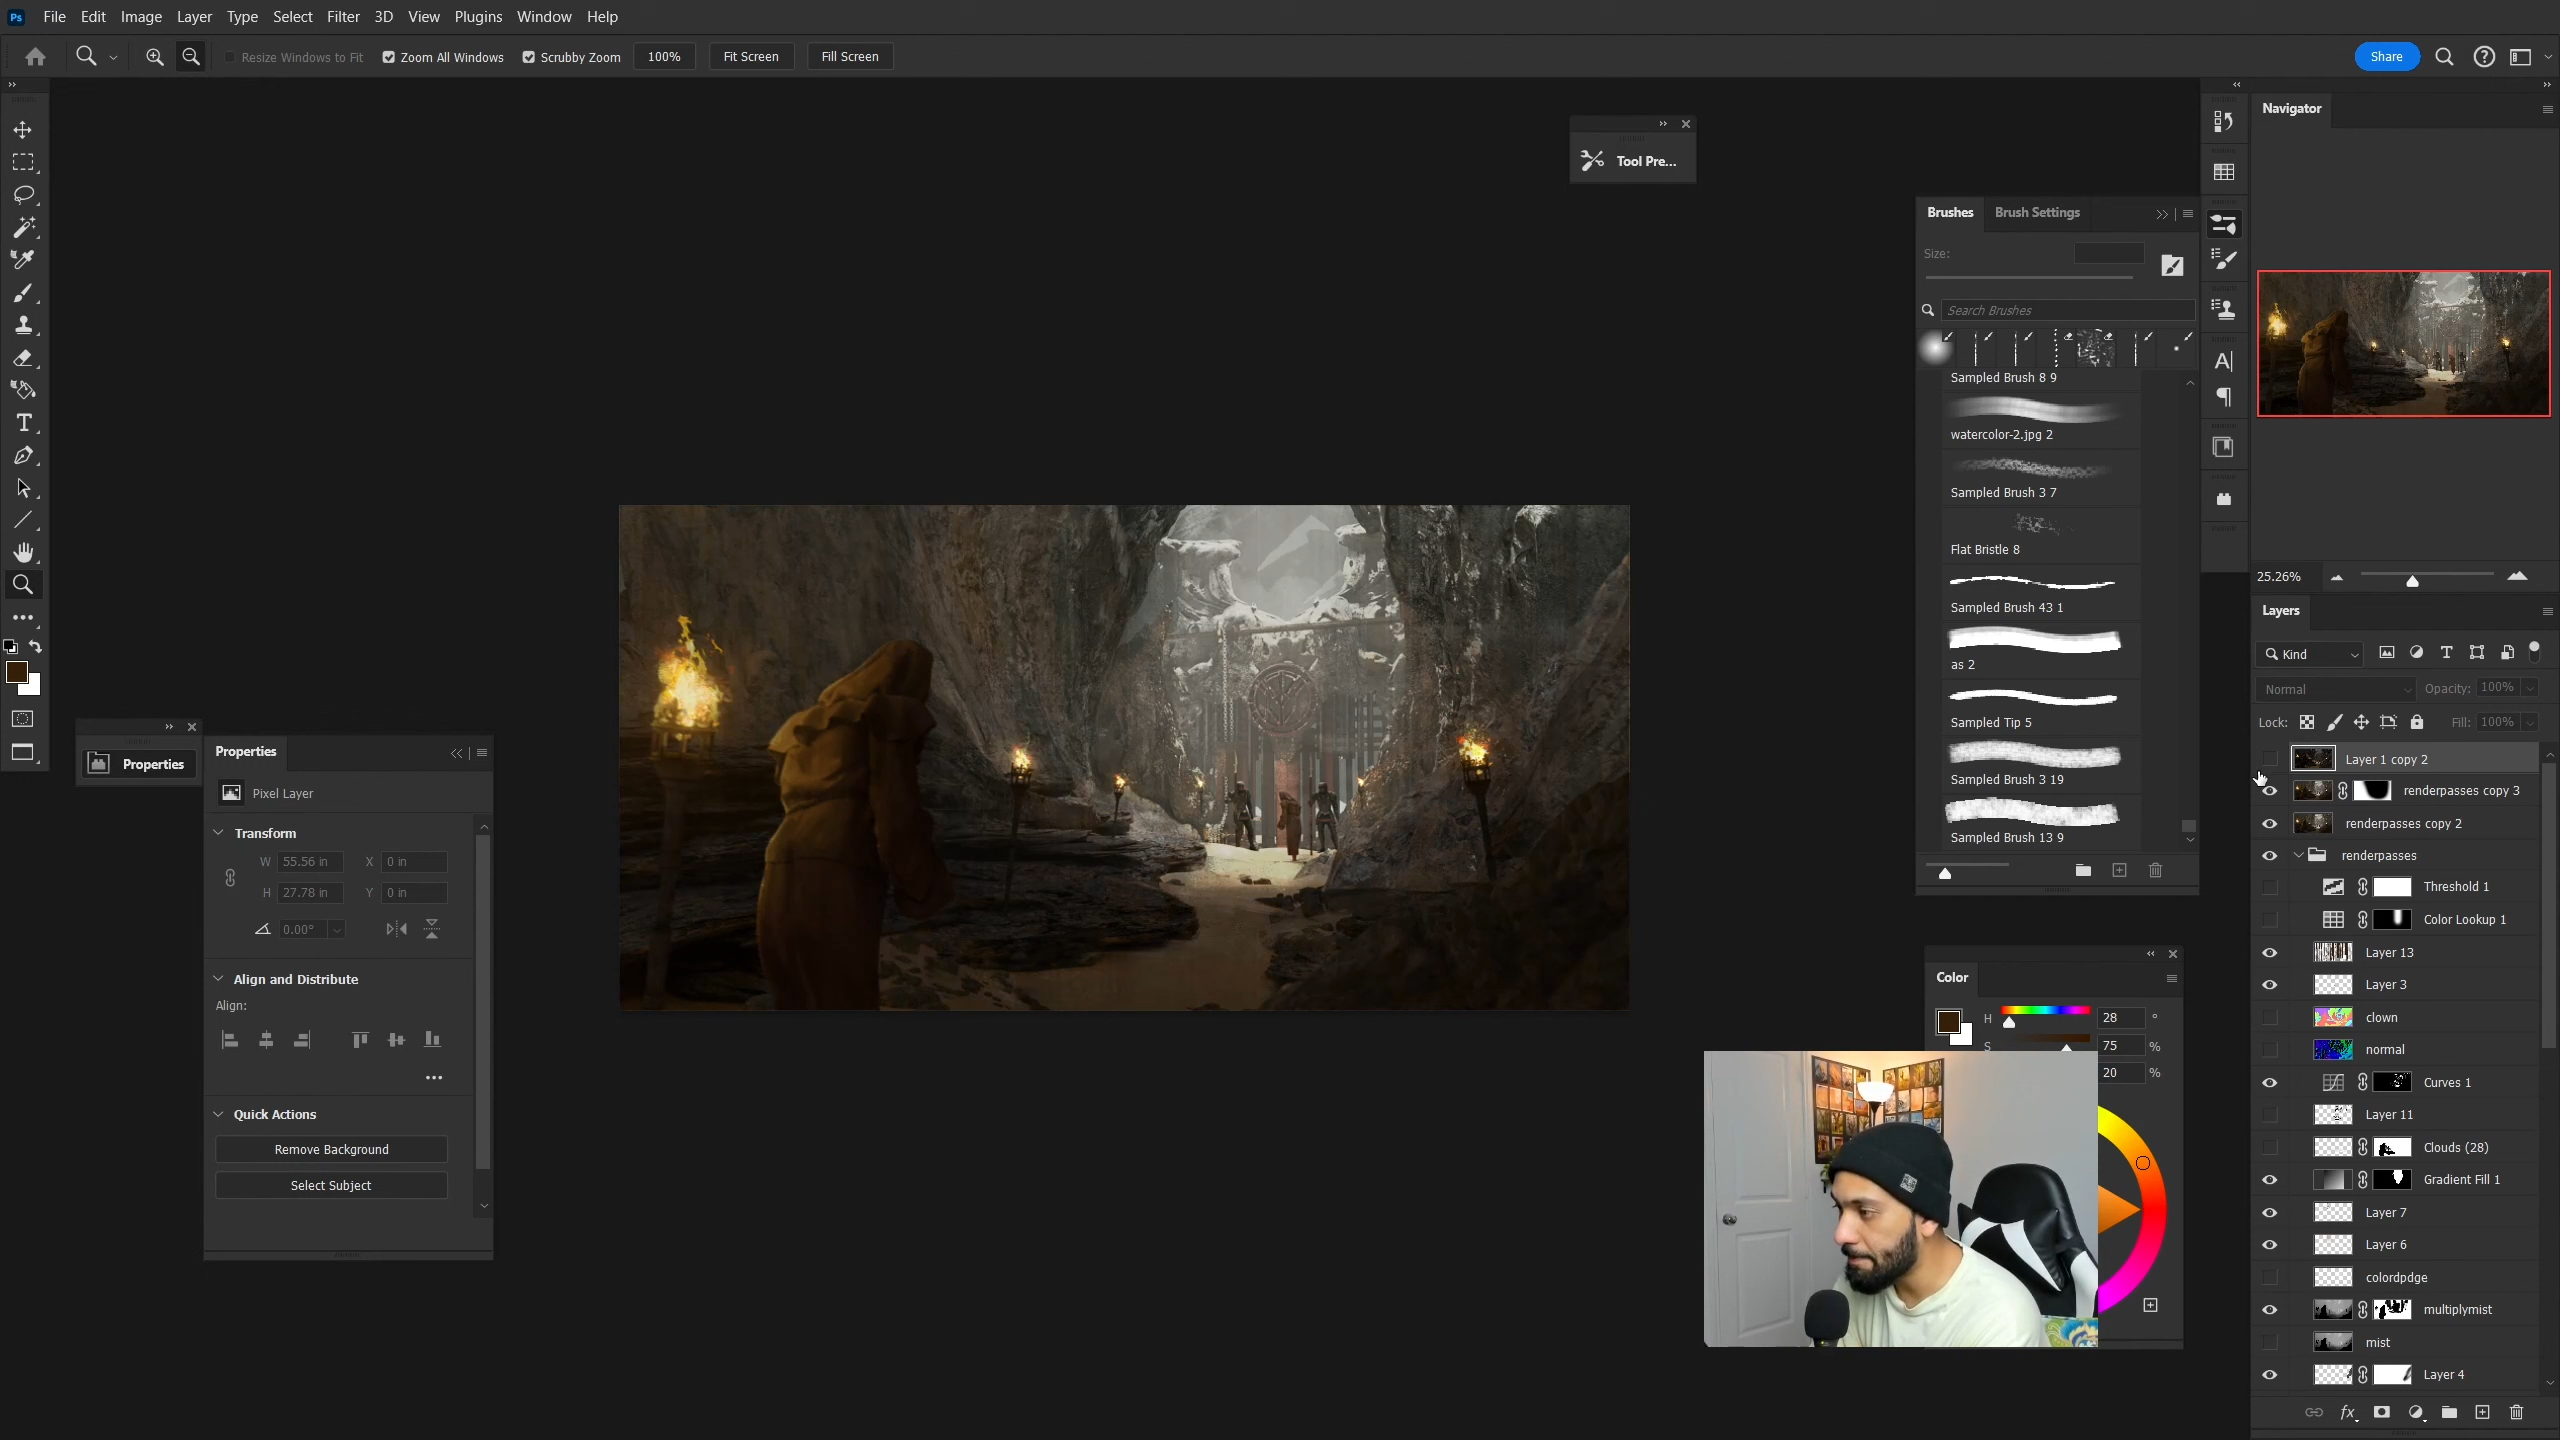 Ps File Edit Image Layer Type Select Filter 3D View Plugins Window Help
Resize Windows to Fit Zoom All Windows Scrubby Zoom 100% Fit Screen Fill Screen Share
Navigator
Tool Pre...
Brushes Brush Settings
Size:
Search Brushes
Sampled Brush 8 9
watercolor-2.jpg 2
Sampled Brush 3 7
Flat Bristle 8
Sampled Brush 43 1
as 2
Sampled Tip 5
Sampled Brush 3 19
Sampled Brush 13 9
25.26%
Layers
Kind
Normal Opacity: 100%
Lock: Fill: 100%
Layer 1 copy 2
renderpasses copy 3
renderpasses copy 2
renderpasses
Threshold 1
Color Lookup 1
Layer 13
Layer 3
clown
normal
Curves 1
Layer 11
Clouds (28)
Gradient Fill 1
Layer 7
Layer 6
colordpdge
multiplymist
mist
Layer 4
fx
Properties
Properties
Pixel Layer
Transform
W 55.56 in X 0 in
H 27.78 in Y 0 in
0.00°
Align and Distribute
Align:
Quick Actions
Remove Background
Select Subject
Color
H 28 °
S 75 %
20 %